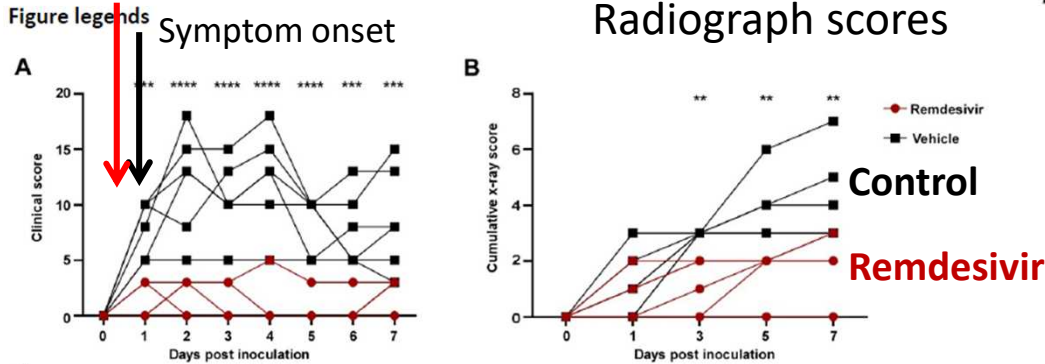 Figure legends
Symptom onset
Radiograph scores
A
*** **** **** **** **** *** ***
20
15
10
5
0
Clinical score
0 1 2 3 4 5 6 7
Days post inoculation
B
** ** **
8
6
4
2
0
Cumulative x-ray score
0 1 3 5 7
Days post inoculation
Remdesivir
Vehicle
Control
Remdesivir